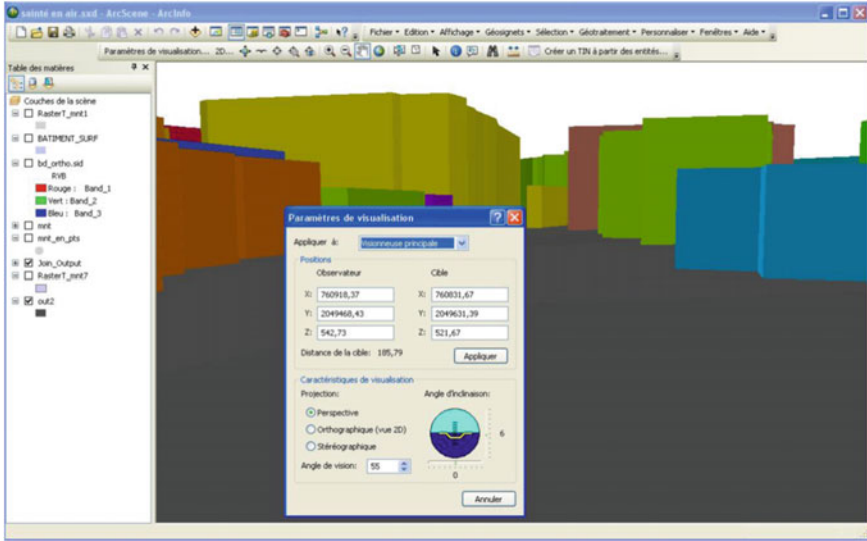 sainté en air.sxd - ArcScene - ArcInfo
Fichier Edition Affichage Géosignets Sélection Géotraitement Personnaliser Fenêtres Aide
Paramètres de visualisation... 2D... Créer un TIN à partir des entités...
Table des matières
Couches de la scène
RasterT_mnt1
BATIMENT_SURF
bd_ortho.sid
RVB
Rouge : Band_1
Vert : Band_2
Bleu : Band_3
mnt
mnt_en_pts
Join_Output
RasterT_mnt7
out2
Paramètres de visualisation
Appliquer à: Visionneuse principale
Positions
Observateur Cible
X: 760918,37 X: 760831,67
Y: 2049468,43 Y: 2049631,39
Z: 542,73 Z: 521,67
Distance de la cible: 185,79 Appliquer
Caractéristiques de visualisation
Projection: Angle d'inclinaison:
Perspective
Orthographique (vue 2D)
6
Stéréographique
Angle de vision: 55
0
Annuler